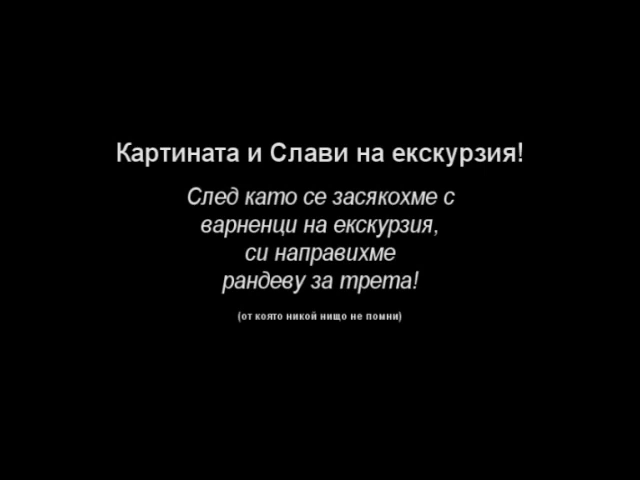 Картината и Слави на екскурзия!
След като се засякохме с
варненци на екскурзия,
си направихме
рандеву за трета!
(от която никой нищо не помни)